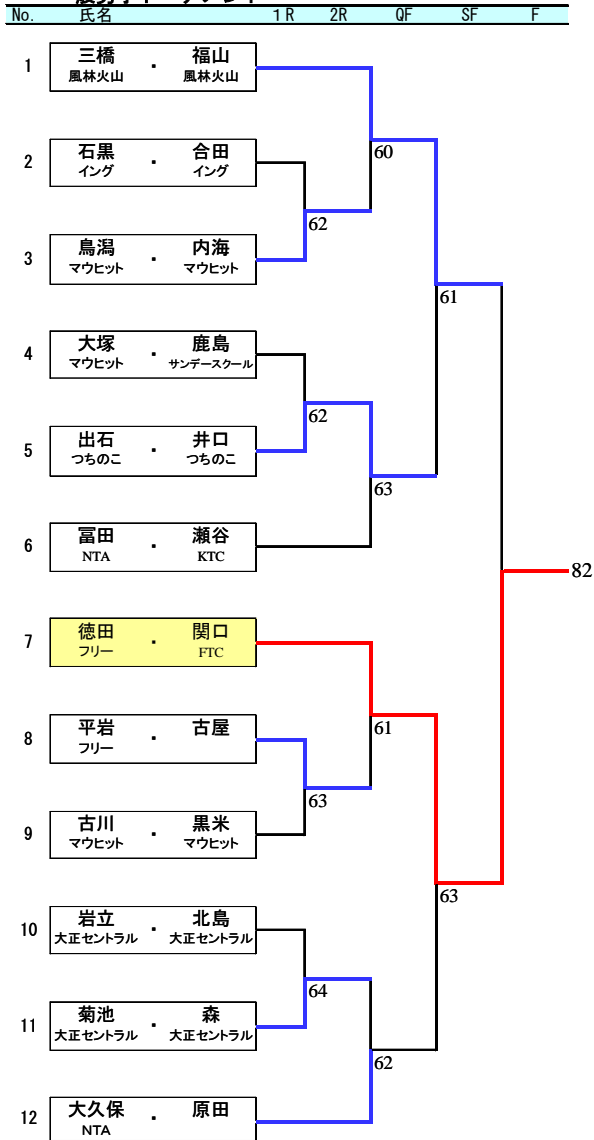 No. 氏名 1R 2R QF SF F
1 三橋 ・ 福山
風林火山 風林火山
60
2 石黒 ・ 合田
イング イング
62
3 鳥潟 ・ 内海
マウヒット マウヒット
61
4 大塚 ・ 鹿島
マウヒット サンデースクール
62
5 出石 ・ 井口
つちのこ つちのこ
63
6 冨田 ・ 瀬谷
NTA KTC
82
7 徳田 ・ 関口
フリー FTC
61
8 平岩 ・ 古屋
フリー
63
9 古川 ・ 黒米
マウヒット マウヒット
63
10 岩立 ・ 北島
大正セントラル 大正セントラル
64
11 菊池 ・ 森
大正セントラル 大正セントラル
62
12 大久保 ・ 原田
NTA